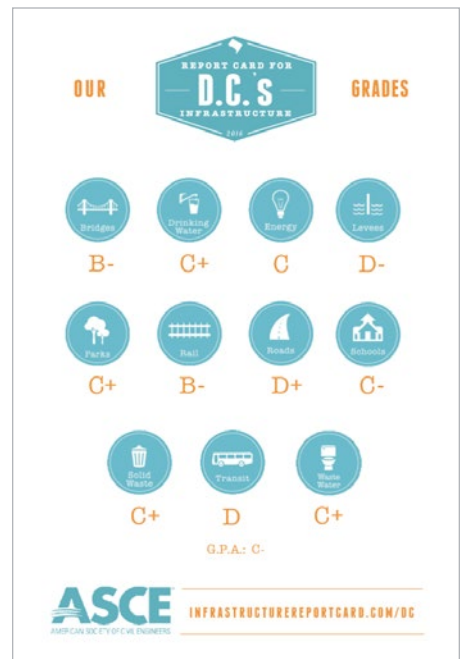 OUR
REPORT CARD FOR
D.C.'s
INFRASTRUCTURE
2016
GRADES
Bridges
Drinking
Water
Energy
Levees
B-
C+
C
D-
Parks
Rail
Roads
Schools
C+
B-
D+
C-
Solid
Waste
Transit
Waste
Water
C+
D
C+
G.P.A.: C-
ASCE
AMERICAN SOCIETY OF CIVIL ENGINEERS
INFRASTRUCTUREREPORTCARD.COM/DC